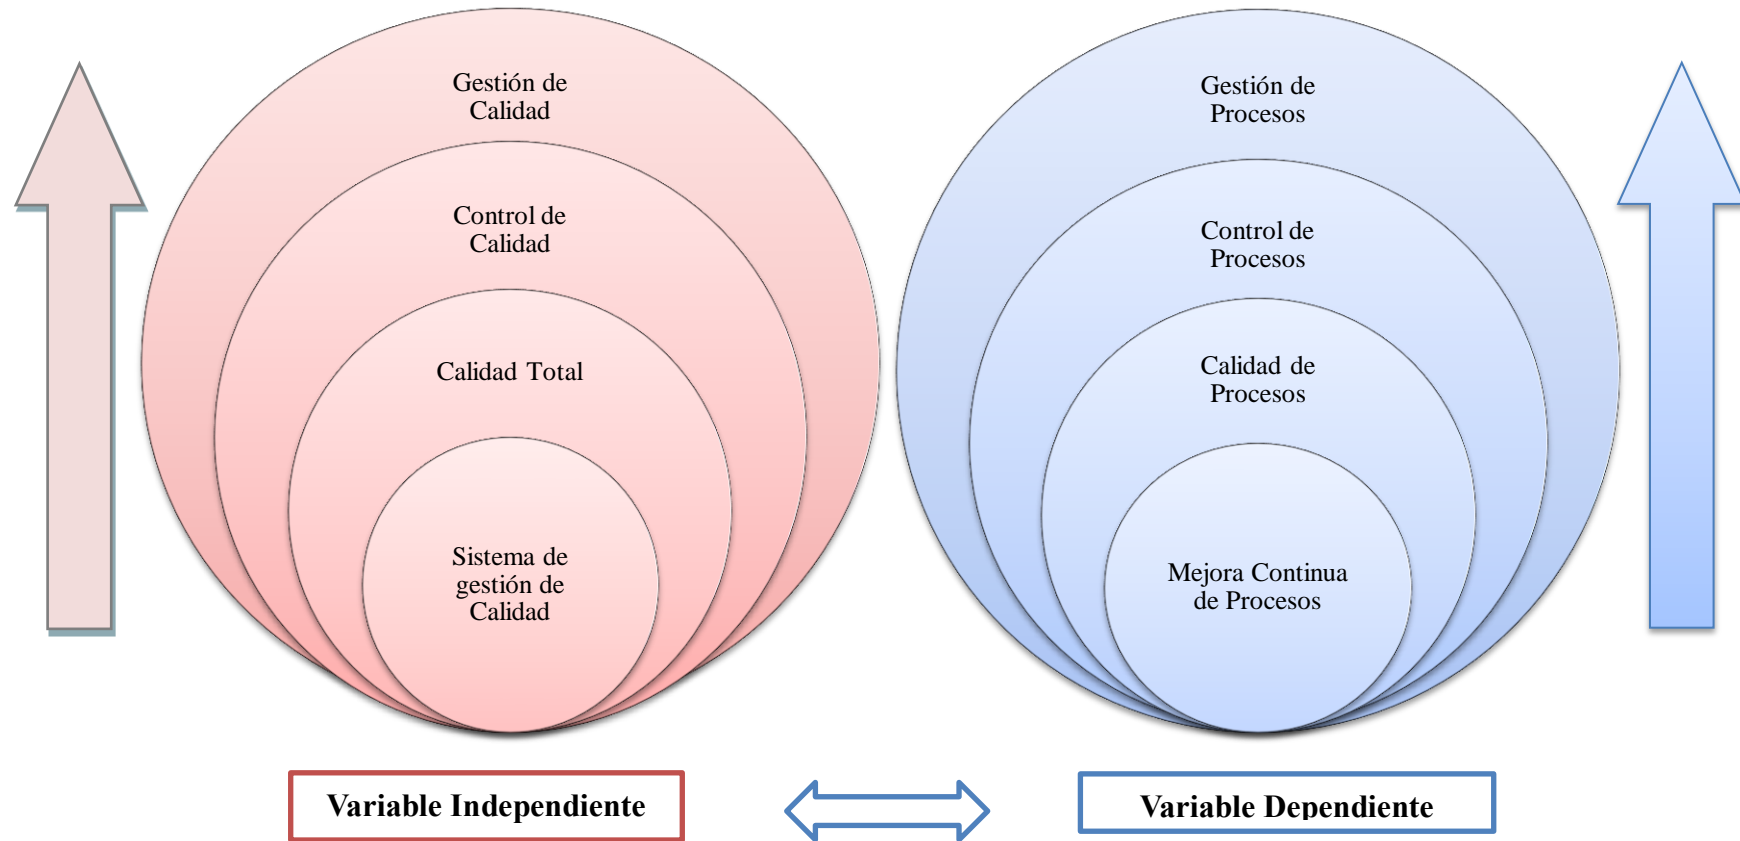 Gestión de
Calidad
Control de
Calidad
Calidad Total
Sistema de
gestión de
Calidad
Gestión de
Procesos
Control de
Procesos
Calidad de
Procesos
Mejora Continua
de Procesos
Variable Independiente
Variable Dependiente